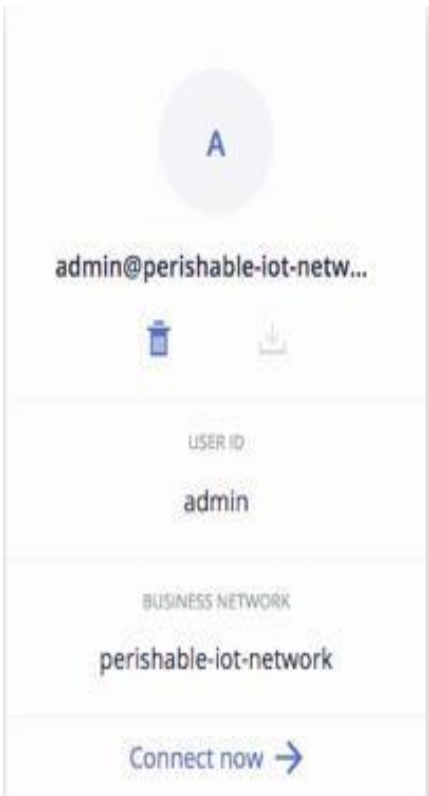 A
admin@perishable-iot-netw...
USER ID
admin
BUSINESS NETWORK
perishable-iot-network
Connect now →